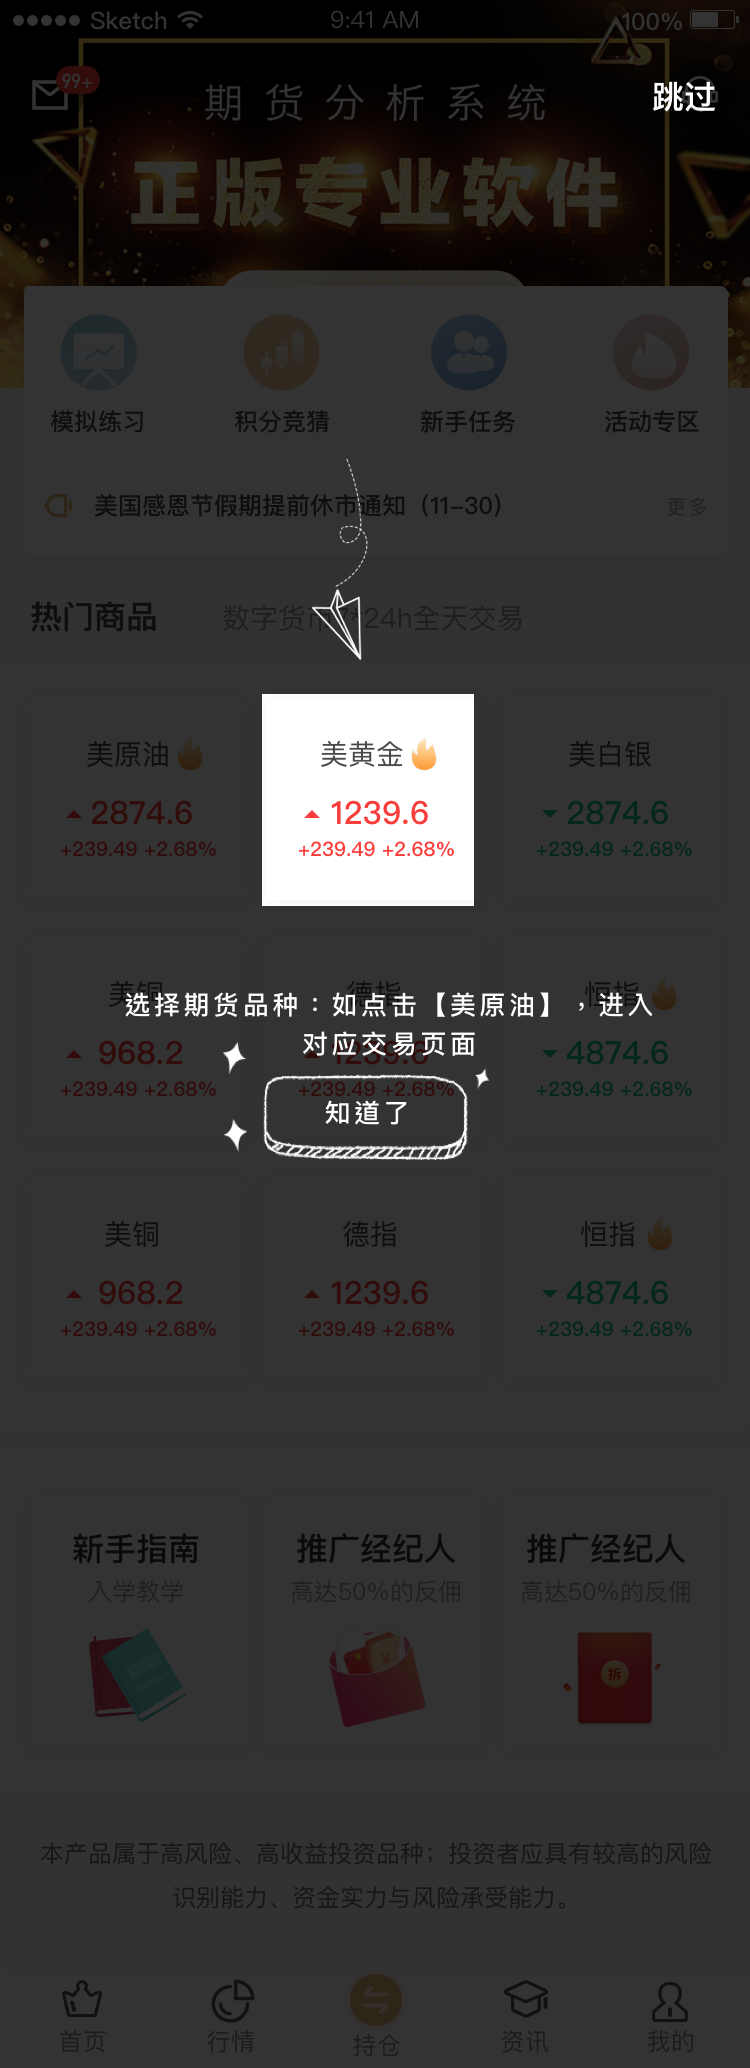 Sketch 9:41 AM 100%
99+
跳过
期货分析系统
正版专业软件
模拟练习 积分竞猜 新手任务 活动专区
美国感恩节假期提前休市通知（11-30） 更多
热门商品 数字货币7*24h全天交易
美原油 美黄金 美白银
2874.6 1239.6 2874.6
+239.49 +2.68% +239.49 +2.68% +239.49 +2.68%
美铜 德指 恒指
选择期货品种：如点击【美原油】，进入
对应交易页面
968.2 1239.6 4874.6
+239.49 +2.68% +239.49 +2.68% +239.49 +2.68%
知道了
美铜 德指 恒指
968.2 1239.6 4874.6
+239.49 +2.68% +239.49 +2.68% +239.49 +2.68%
新手指南 推广经纪人 推广经纪人
入学教学 高达50%的反佣 高达50%的反佣
¥ 拆
本产品属于高风险、高收益投资品种；投资者应具有较高的风险
识别能力、资金实力与风险承受能力。
首页 行情 持仓 资讯 我的